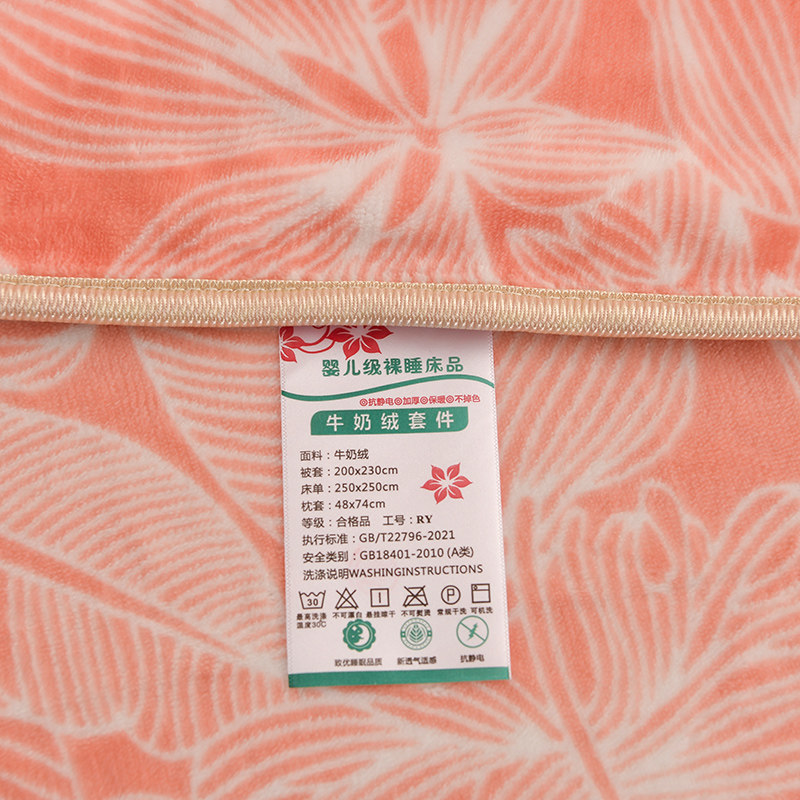 婴儿级裸睡床品
◎抗静电◎加厚◎保暖◎不掉色
牛奶绒套件
面料：牛奶绒
被套：200x230cm
床单：250x250cm
枕套：48x74cm
等级：合格品 工号：RY
执行标准：GB/T22796-2021
安全类别：GB18401-2010 (A类)
洗涤说明WASHINGINSTRUCTIONS
30 P
最高洗涤温度30℃ 不可漂白 悬挂晾干 不可熨烫 常规干洗 可机洗
致优睡眠品质 新透气适感 抗静电